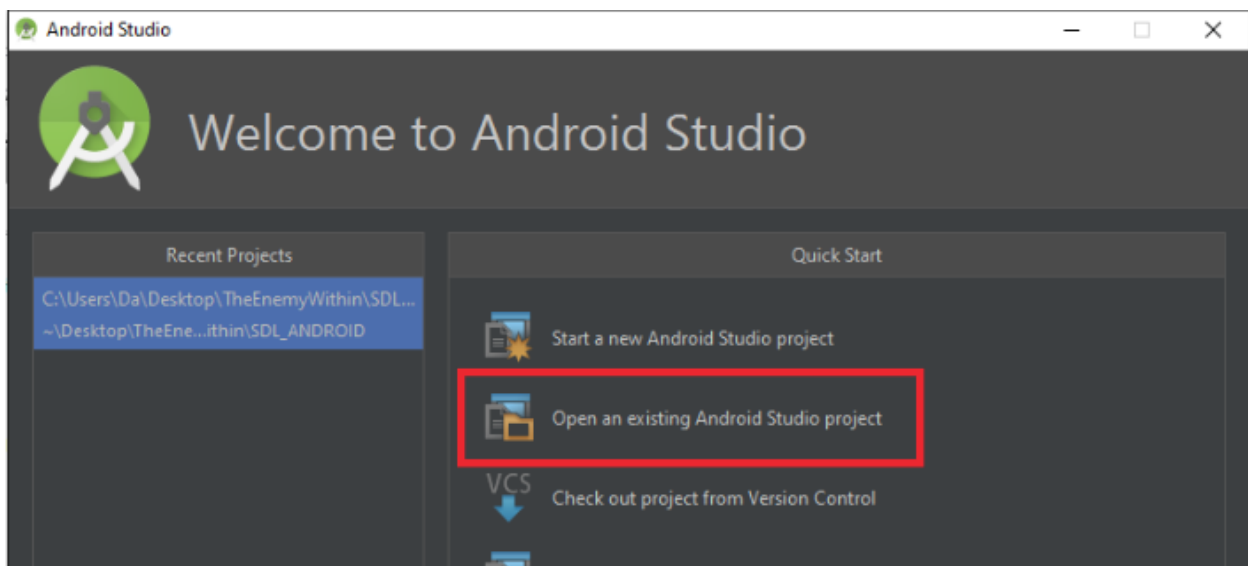 Android Studio
Welcome to Android Studio
Recent Projects
C:\Users\Da\Desktop\TheEnemyWithin\SDL...
~\Desktop\TheEne...ithin\SDL_ANDROID
Quick Start
Start a new Android Studio project
Open an existing Android Studio project
VCS
Check out project from Version Control